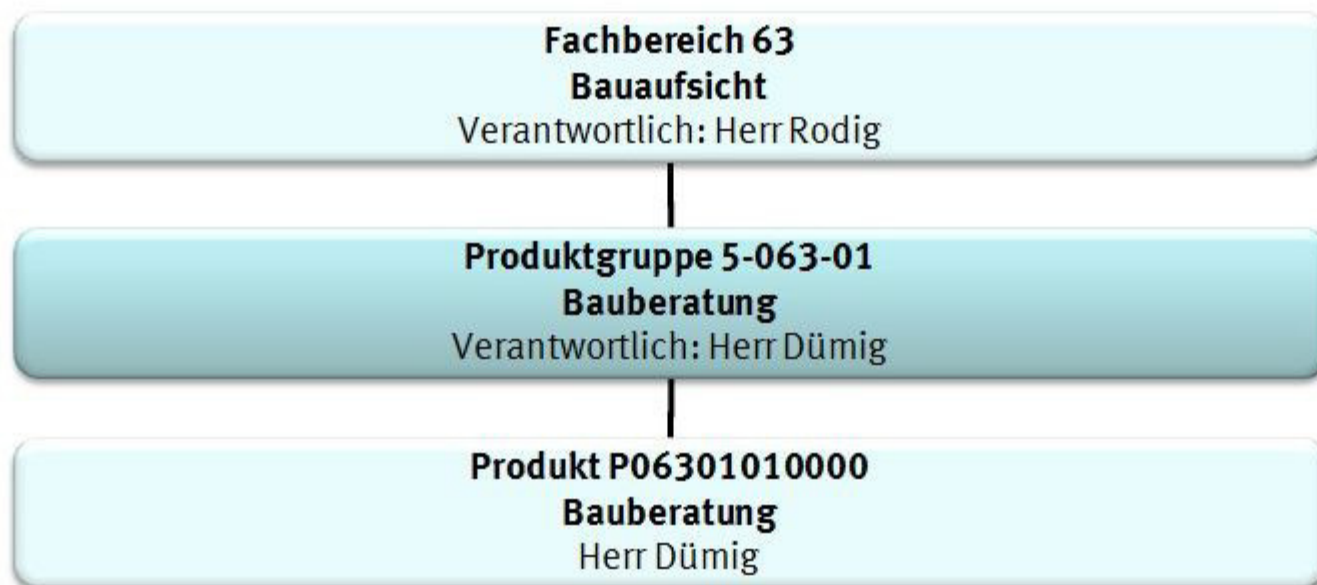 Fachbereich 63
Bauaufsicht
Verantwortlich: Herr Rodig
Produktgruppe 5-063-01
Bauberatung
Verantwortlich: Herr Dümig
Produkt P06301010000
Bauberatung
Herr Dümig